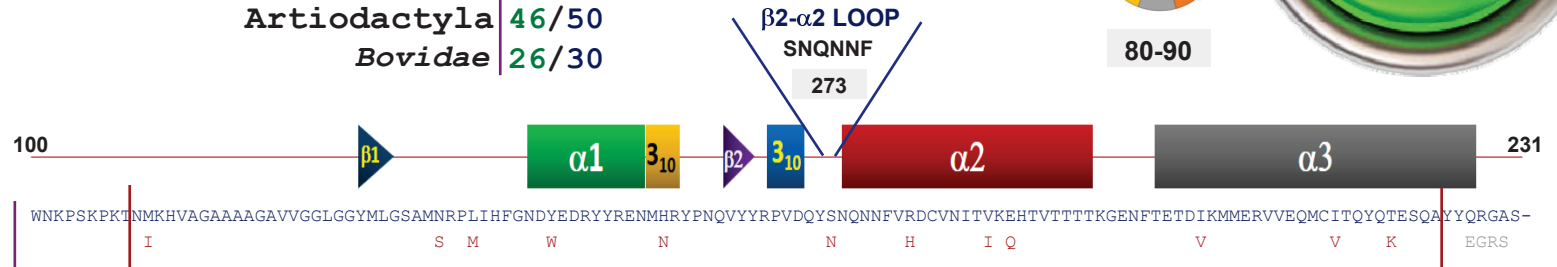 Artiodactyla 46/50
Bovidae 26/30
β2-α2 LOOP
SNQNNF
273
80-90
100
β1
α1
3₁₀
β2
3₁₀
α2
α3
231
WNKPSKPKTNMKHVAGAAAAGAVVGGLGGYMLGSAMNRPLIHFGNDYEDRYYRENMHRYPNQVYYRPVDQYSNQNNFVRDCVNITVKEHTVTTTTKGENFTETDIKMMERVVEQMCITQYQTESQAYYQRGAS-
I S M W N N H I Q V V K EGRS